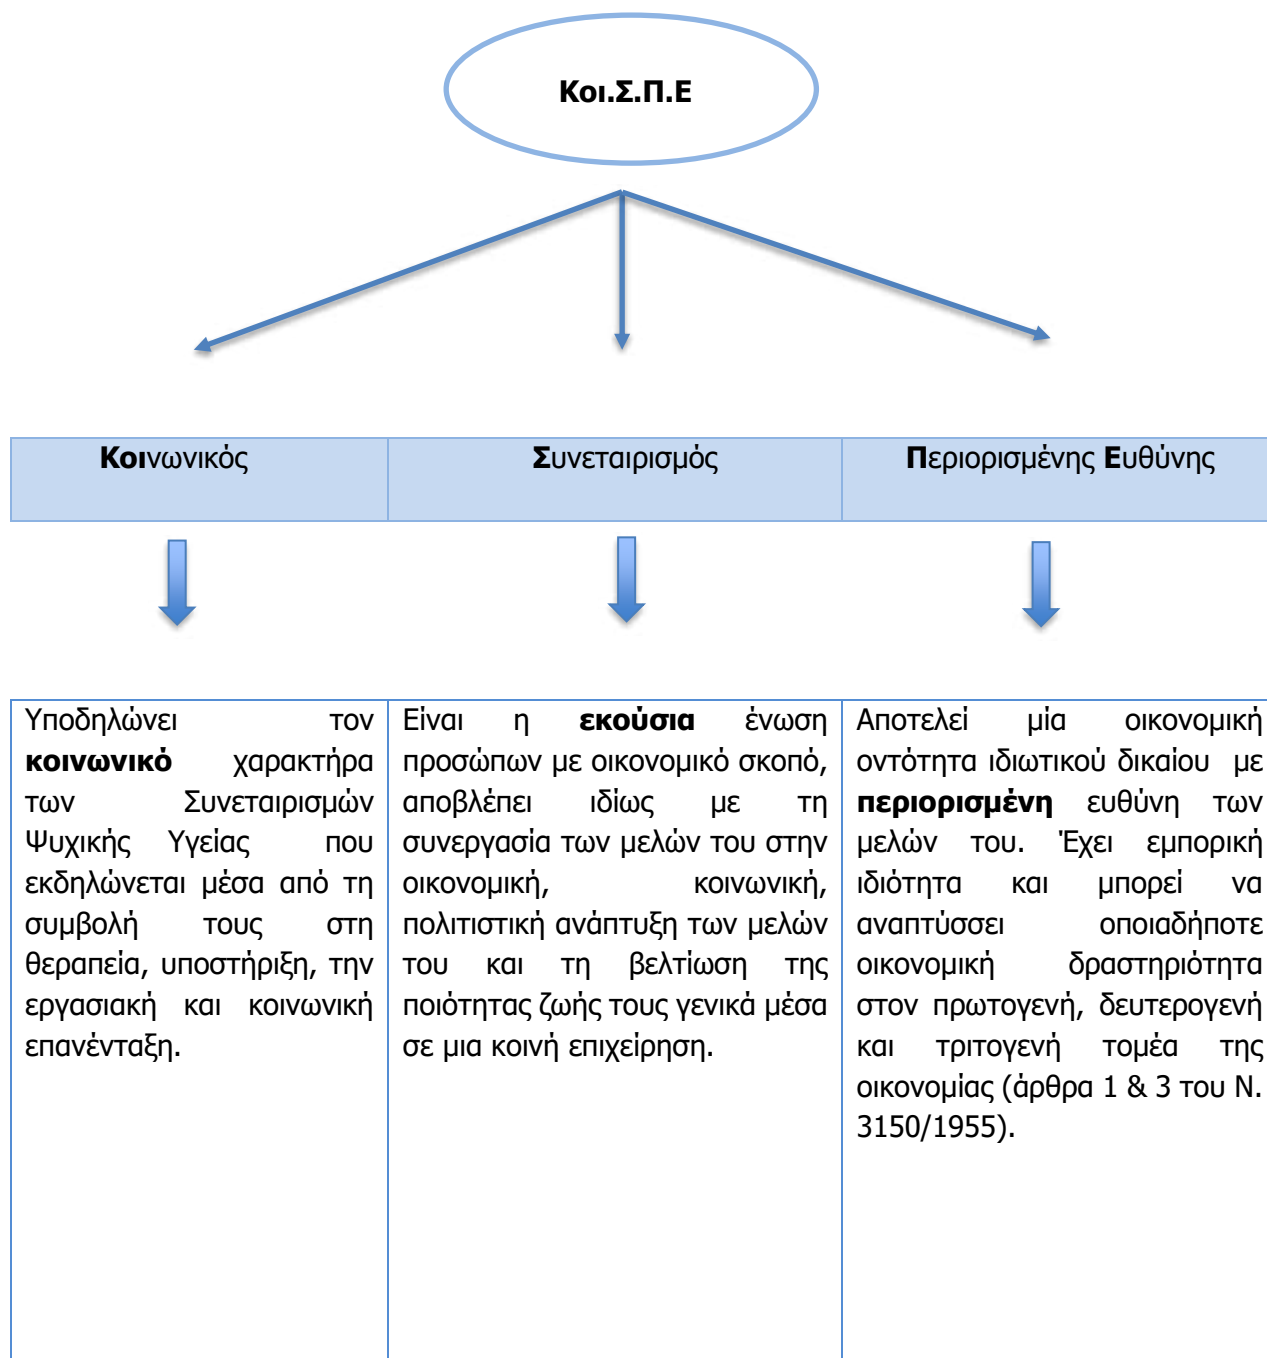 Κοι.Σ.Π.Ε
Κοινωνικός
Συνεταιρισμός
Περιορισμένης Ευθύνης
Υποδηλώνει τον
κοινωνικό χαρακτήρα
των Συνεταιρισμών
Ψυχικής Υγείας που
εκδηλώνεται μέσα από τη
συμβολή τους στη
θεραπεία, υποστήριξη, την
εργασιακή και κοινωνική
επανένταξη.
Είναι η εκούσια ένωση
προσώπων με οικονομικό σκοπό,
αποβλέπει ιδίως με τη
συνεργασία των μελών του στην
οικονομική, κοινωνική,
πολιτιστική ανάπτυξη των μελών
του και τη βελτίωση της
ποιότητας ζωής τους γενικά μέσα
σε μια κοινή επιχείρηση.
Αποτελεί μία οικονομική
οντότητα ιδιωτικού δικαίου με
περιορισμένη ευθύνη των
μελών του. Έχει εμπορική
ιδιότητα και μπορεί να
αναπτύσσει οποιαδήποτε
οικονομική δραστηριότητα
στον πρωτογενή, δευτερογενή
και τριτογενή τομέα της
οικονομίας (άρθρα 1 & 3 του Ν.
3150/1955).